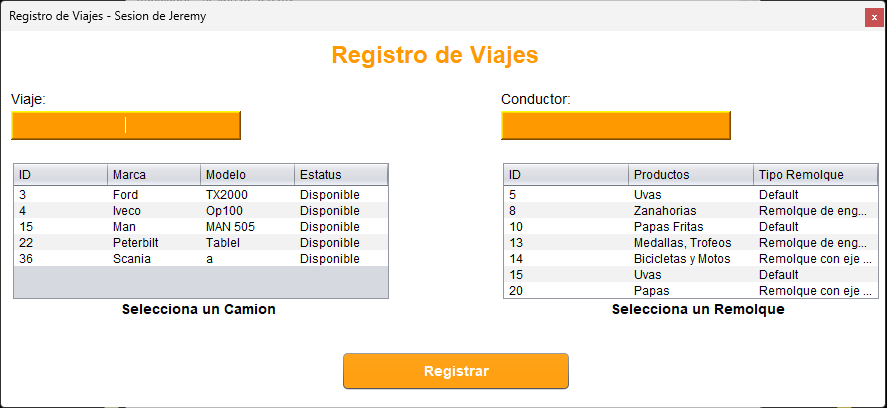 Registro de Viajes - Sesion de Jeremy
x
Registro de Viajes
Viaje:
Conductor:
ID Marca Modelo Estatus
3 Ford TX2000 Disponible
4 Iveco Op100 Disponible
15 Man MAN 505 Disponible
22 Peterbilt Tablel Disponible
36 Scania a Disponible
Selecciona un Camion
ID Productos Tipo Remolque
5 Uvas Default
8 Zanahorias Remolque de eng...
10 Papas Fritas Default
13 Medallas, Trofeos Remolque de eng...
14 Bicicletas y Motos Remolque con eje ...
15 Uvas Default
20 Papas Remolque con eje ...
Selecciona un Remolque
Registrar